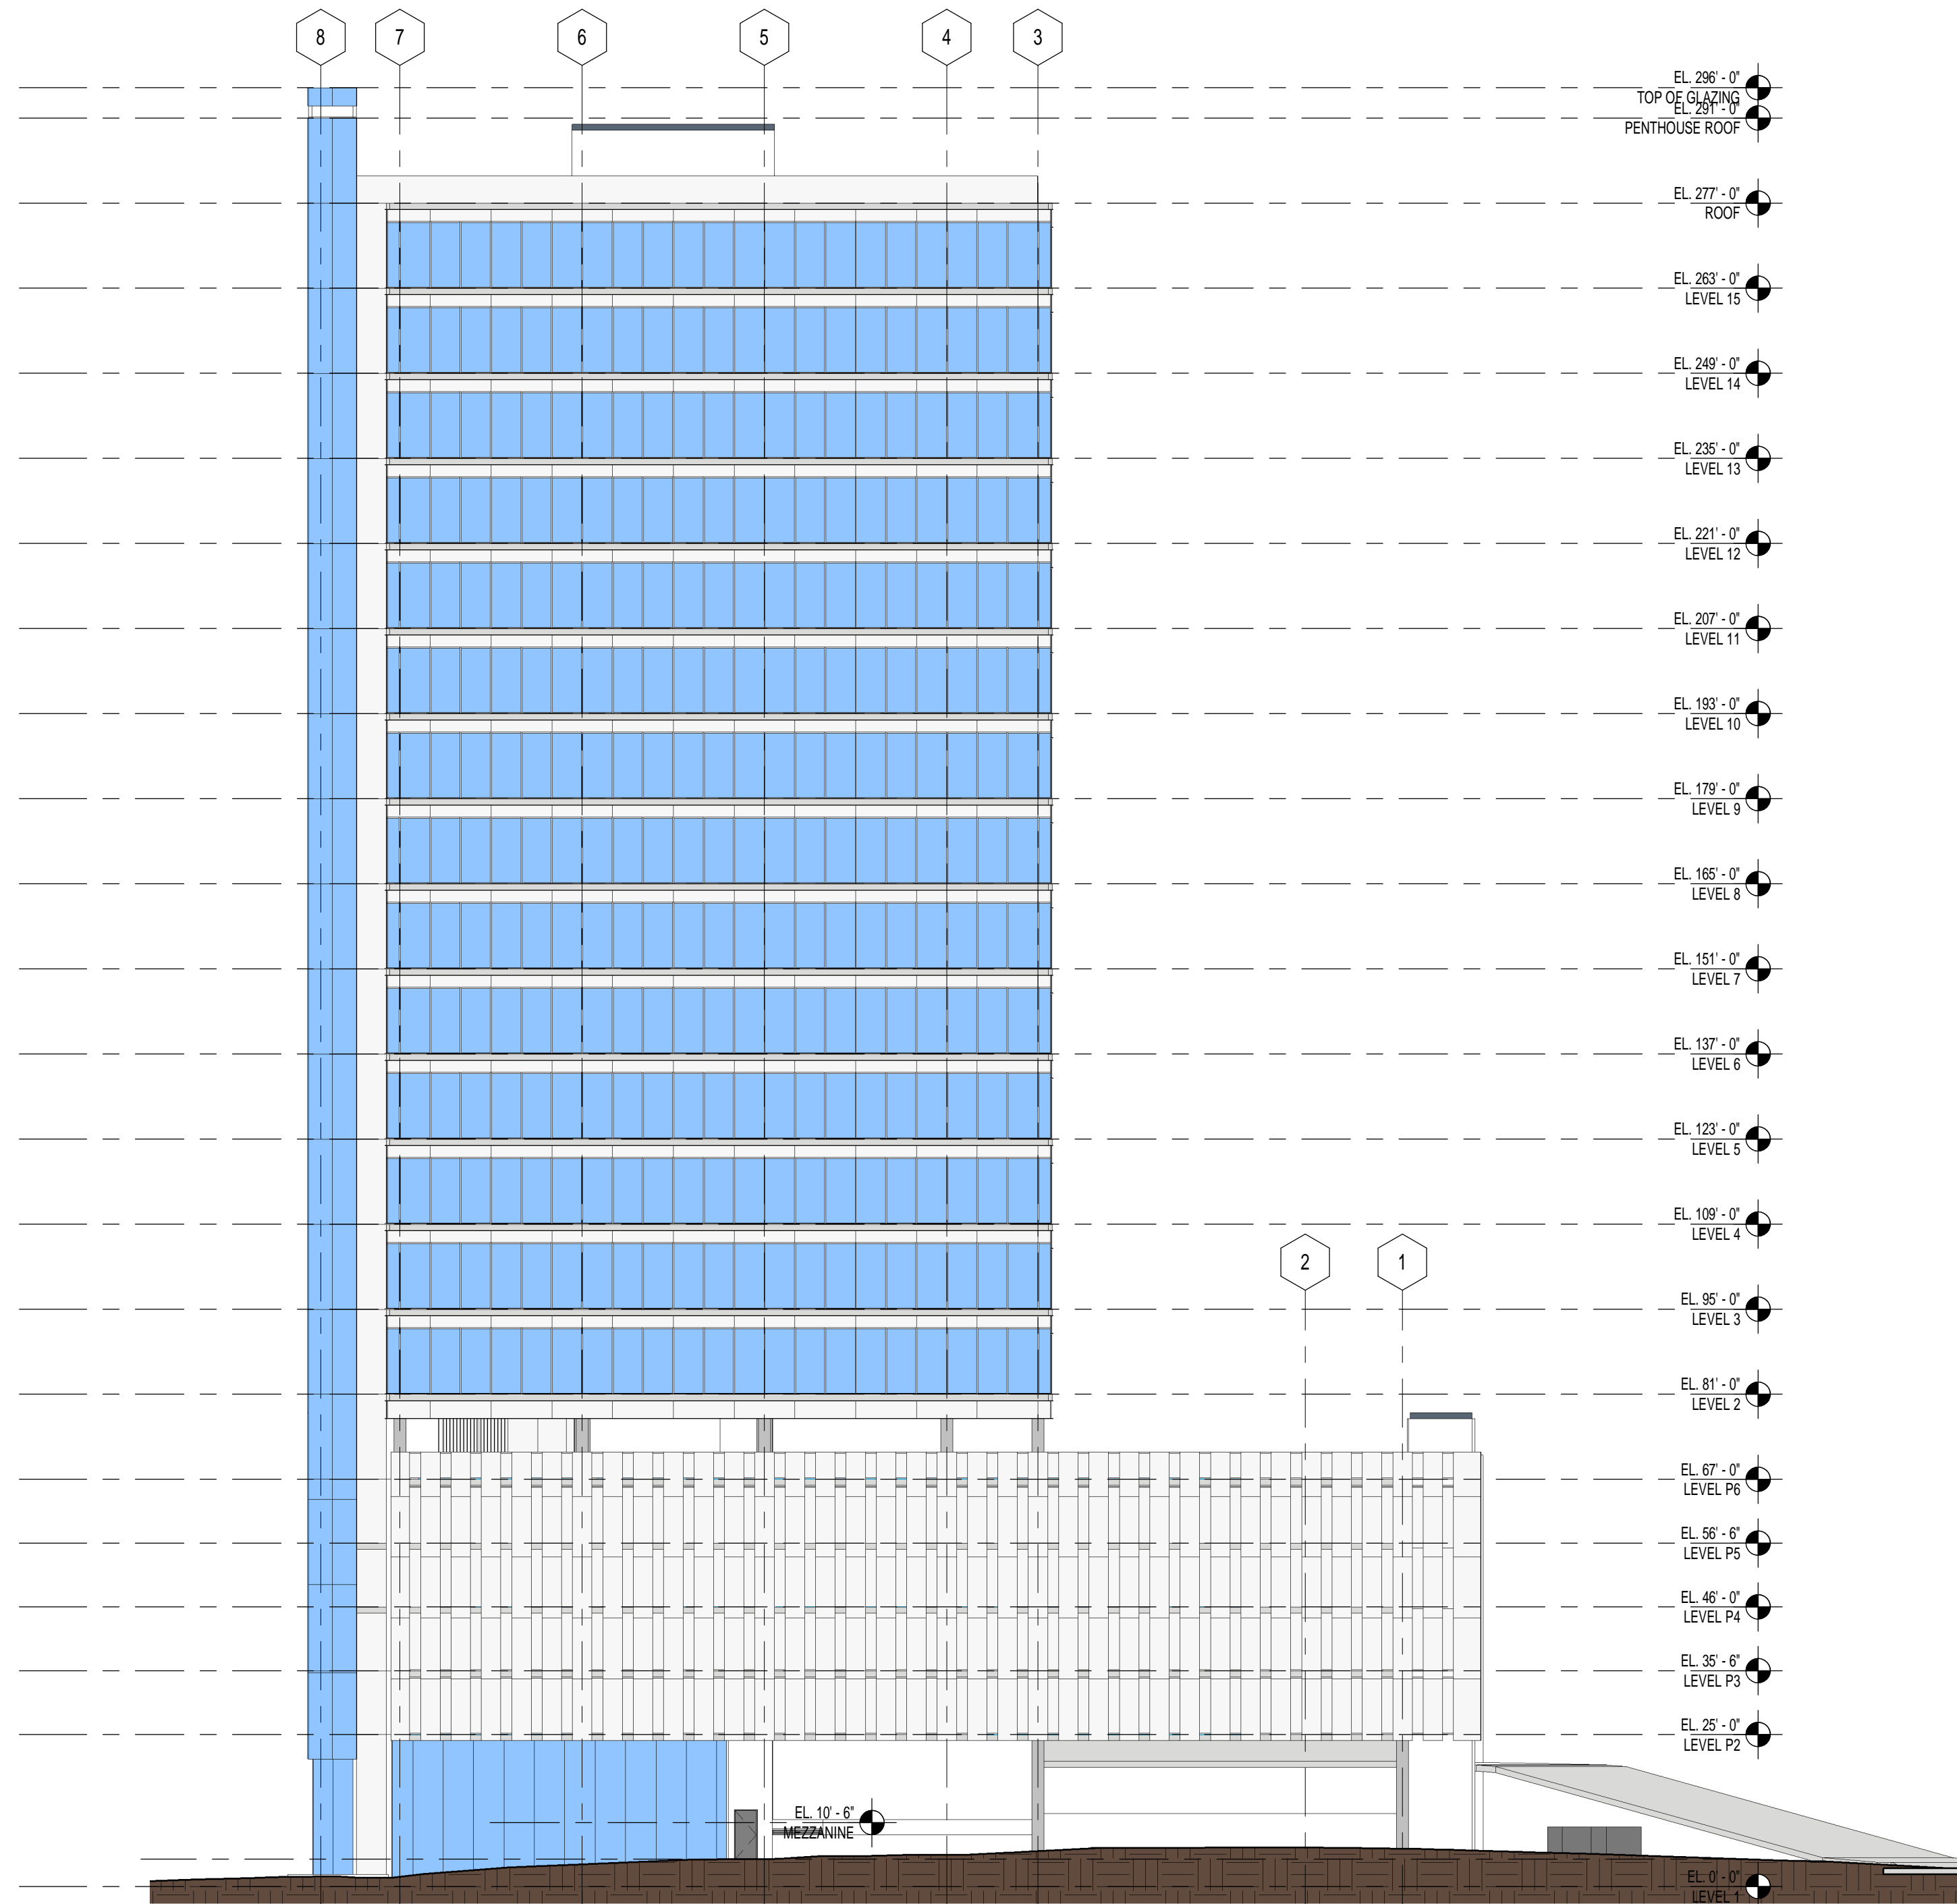 8
7
6
5
4
3
EL. 296' - 0"
TOP OF GLAZING
EL. 291' - 0"
PENTHOUSE ROOF
EL. 277' - 0"
ROOF
EL. 263' - 0"
LEVEL 15
EL. 249' - 0"
LEVEL 14
EL. 235' - 0"
LEVEL 13
EL. 221' - 0"
LEVEL 12
EL. 207' - 0"
LEVEL 11
EL. 193' - 0"
LEVEL 10
EL. 179' - 0"
LEVEL 9
EL. 165' - 0"
LEVEL 8
EL. 151' - 0"
LEVEL 7
EL. 137' - 0"
LEVEL 6
EL. 123' - 0"
LEVEL 5
EL. 109' - 0"
LEVEL 4
2
1
EL. 95' - 0"
LEVEL 3
EL. 81' - 0"
LEVEL 2
EL. 67' - 0"
LEVEL P6
EL. 56' - 6"
LEVEL P5
EL. 46' - 0"
LEVEL P4
EL. 35' - 6"
LEVEL P3
EL. 25' - 0"
LEVEL P2
EL. 10' - 6"
MEZZANINE
EL. 0' - 0"
LEVEL 1